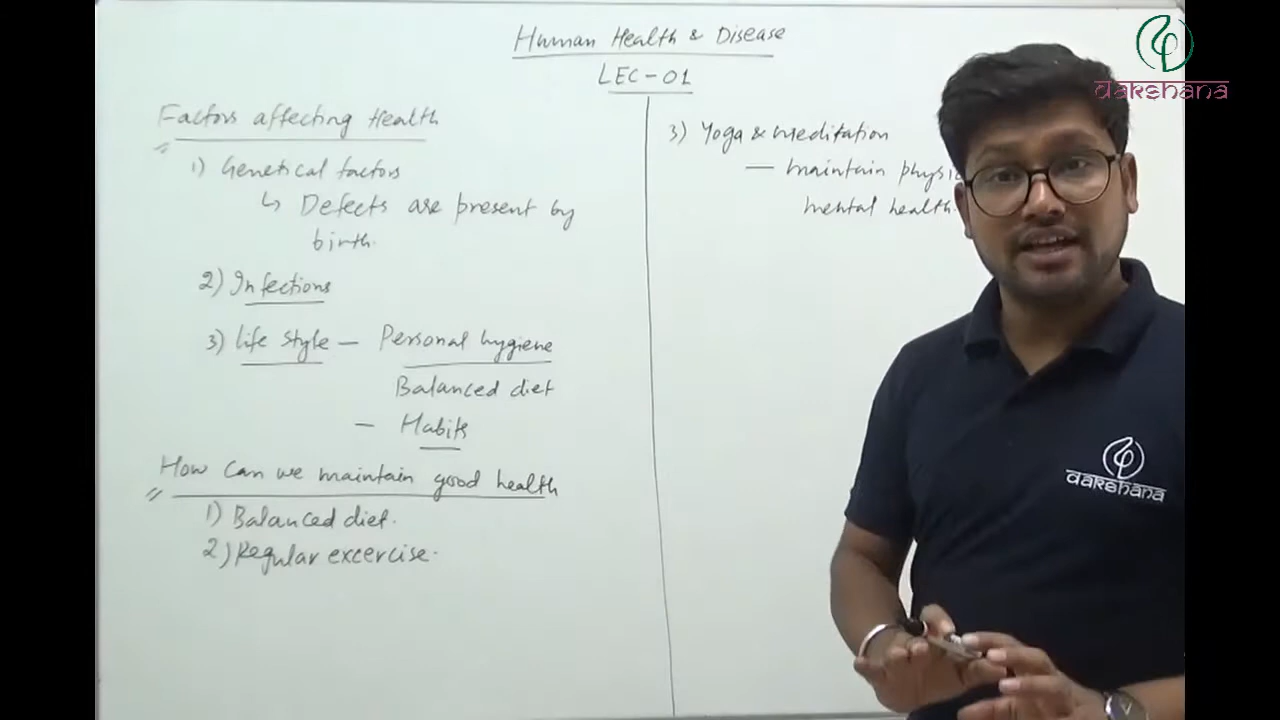 Human Health & Disease
LEC-01
Factors affecting Health
1) Genetical factors
↳ Defects are present by
birth.
2) Infections
3) life style — Personal hygiene
Balanced diet
— Habits
How can we maintain good health
1) Balanced diet.
2) Regular excercise.
3) Yoga & meditation
— maintain physic
mental health.
dakshana
dakshana